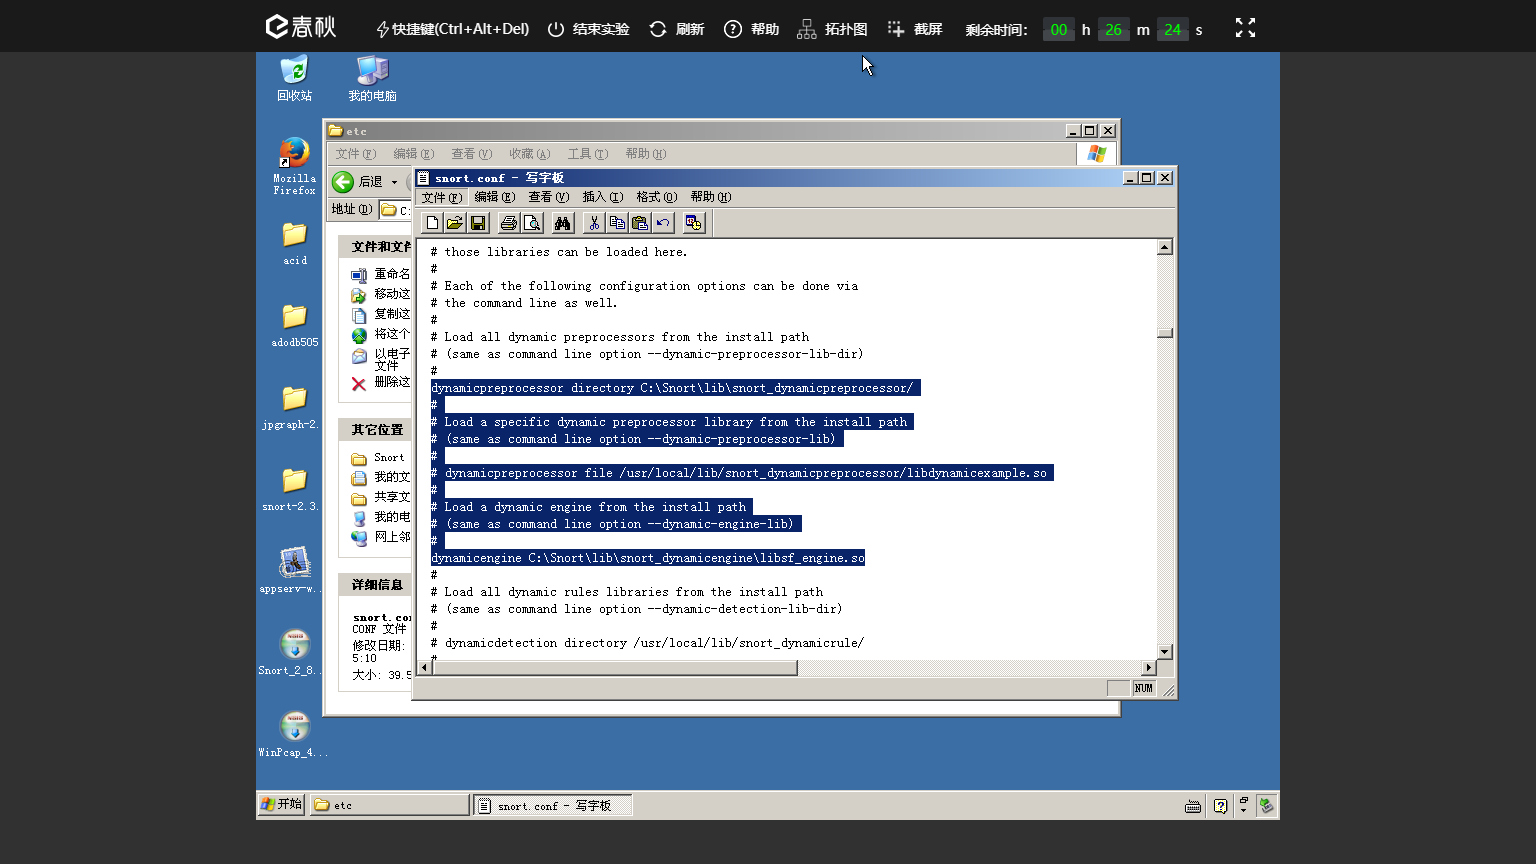 春秋
快捷键(Ctrl+Alt+Del)
结束实验
刷新
帮助
拓扑图
截屏
剩余时间:
00 h 26 m 24 s
回收站
我的电脑
Mozilla
Firefox
acid
adodb505
jpgraph-2.
snort-2.3.
appserv-w..
Snort_2_8..
WinPcap_4...
etc
文件(F) 编辑(E) 查看(V) 收藏(A) 工具(T) 帮助(H)
后退
地址(D) C:
文件和文件
重命名
移动这
复制这
将这个
以电子
文件
删除这
其它位置
Snort
我的文
共享文
我的电
网上邻
详细信息
snort.con
CONF 文件
修改日期:
5:10
大小: 39.5
snort.conf - 写字板
文件(F) 编辑(E) 查看(V) 插入(I) 格式(O) 帮助(H)
# those libraries can be loaded here.
#
# Each of the following configuration options can be done via
# the command line as well.
#
# Load all dynamic preprocessors from the install path
# (same as command line option --dynamic-preprocessor-lib-dir)
#
dynamicpreprocessor directory C:\Snort\lib\snort_dynamicpreprocessor/
#
# Load a specific dynamic preprocessor library from the install path
# (same as command line option --dynamic-preprocessor-lib)
#
# dynamicpreprocessor file /usr/local/lib/snort_dynamicpreprocessor/libdynamicexample.so
#
# Load a dynamic engine from the install path
# (same as command line option --dynamic-engine-lib)
#
dynamicengine C:\Snort\lib\snort_dynamicengine\libsf_engine.so
#
# Load all dynamic rules libraries from the install path
# (same as command line option --dynamic-detection-lib-dir)
#
# dynamicdetection directory /usr/local/lib/snort_dynamicrule/
#
NUM
开始
etc
snort.conf - 写字板